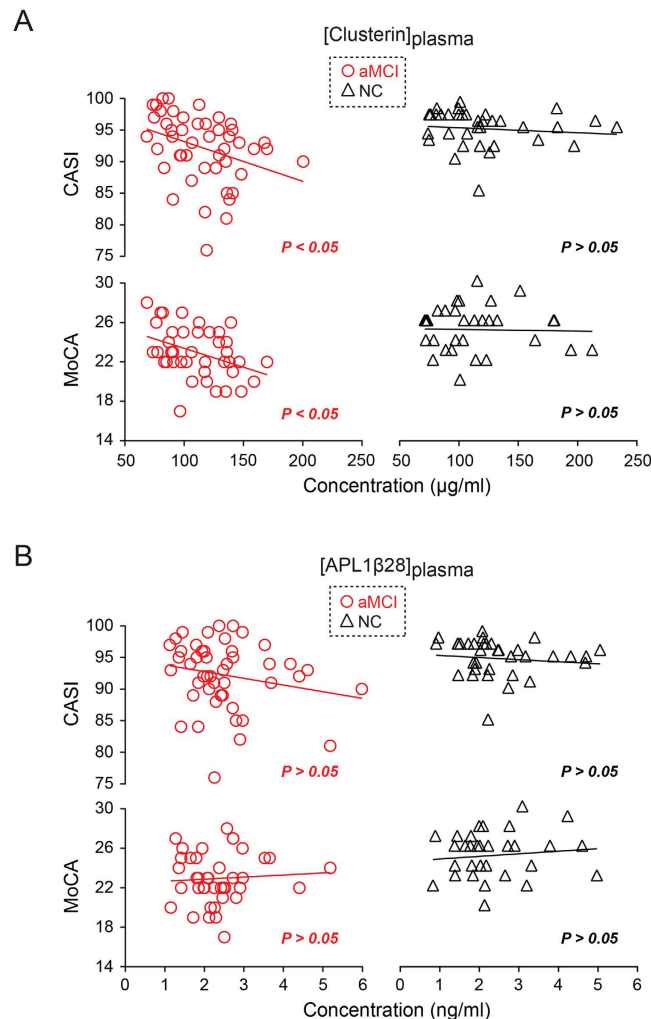 A
[Clusterin]plasma
aMCI
NC
100
95
90
85
80
75
CASI
P < 0.05
P > 0.05
30
26
22
18
14
MoCA
P < 0.05
P > 0.05
50 100 150 200 250
50 100 150 200 250
Concentration (µg/ml)
B
[APL1β28]plasma
aMCI
NC
100
95
90
85
80
75
CASI
P > 0.05
P > 0.05
30
26
22
18
14
MoCA
P > 0.05
P > 0.05
0 1 2 3 4 5 6
0 1 2 3 4 5 6
Concentration (ng/ml)